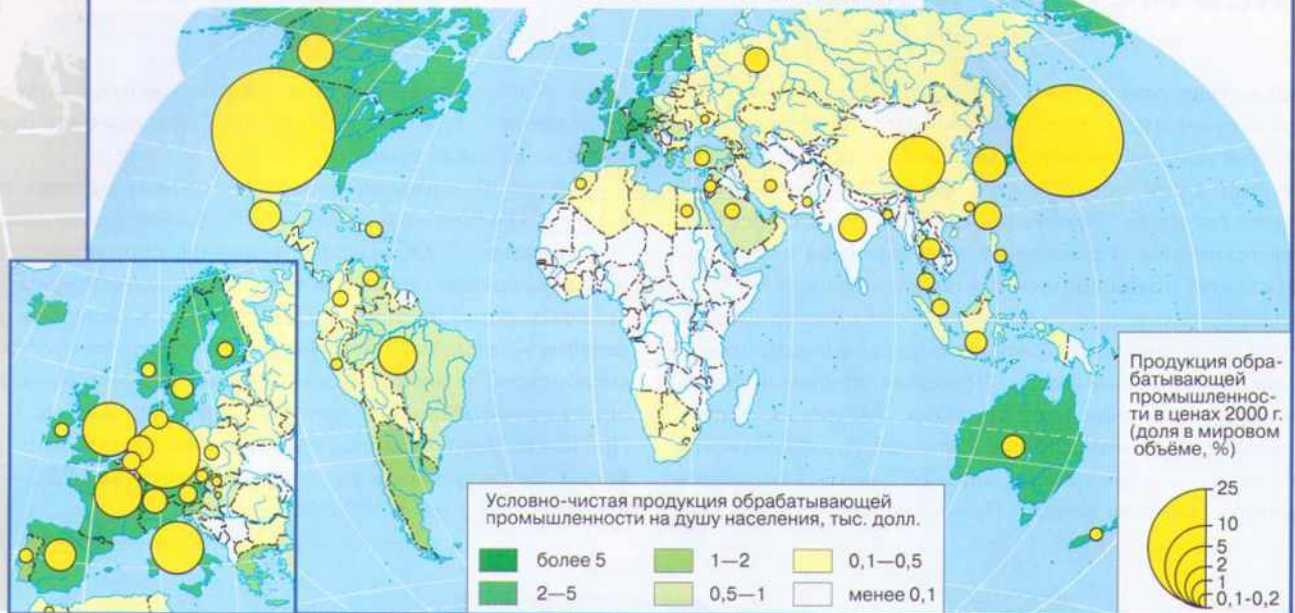 Продукция обра-
батывающей
промышленнос-
ти в ценах 2000 г.
(доля в мировом
объёме, %)
25
10
5
2
1
0,1-0,2
Условно-чистая продукция обрабатывающей
промышленности на душу населения, тыс. долл.
более 5
1—2
0,1—0,5
2—5
0,5—1
менее 0,1